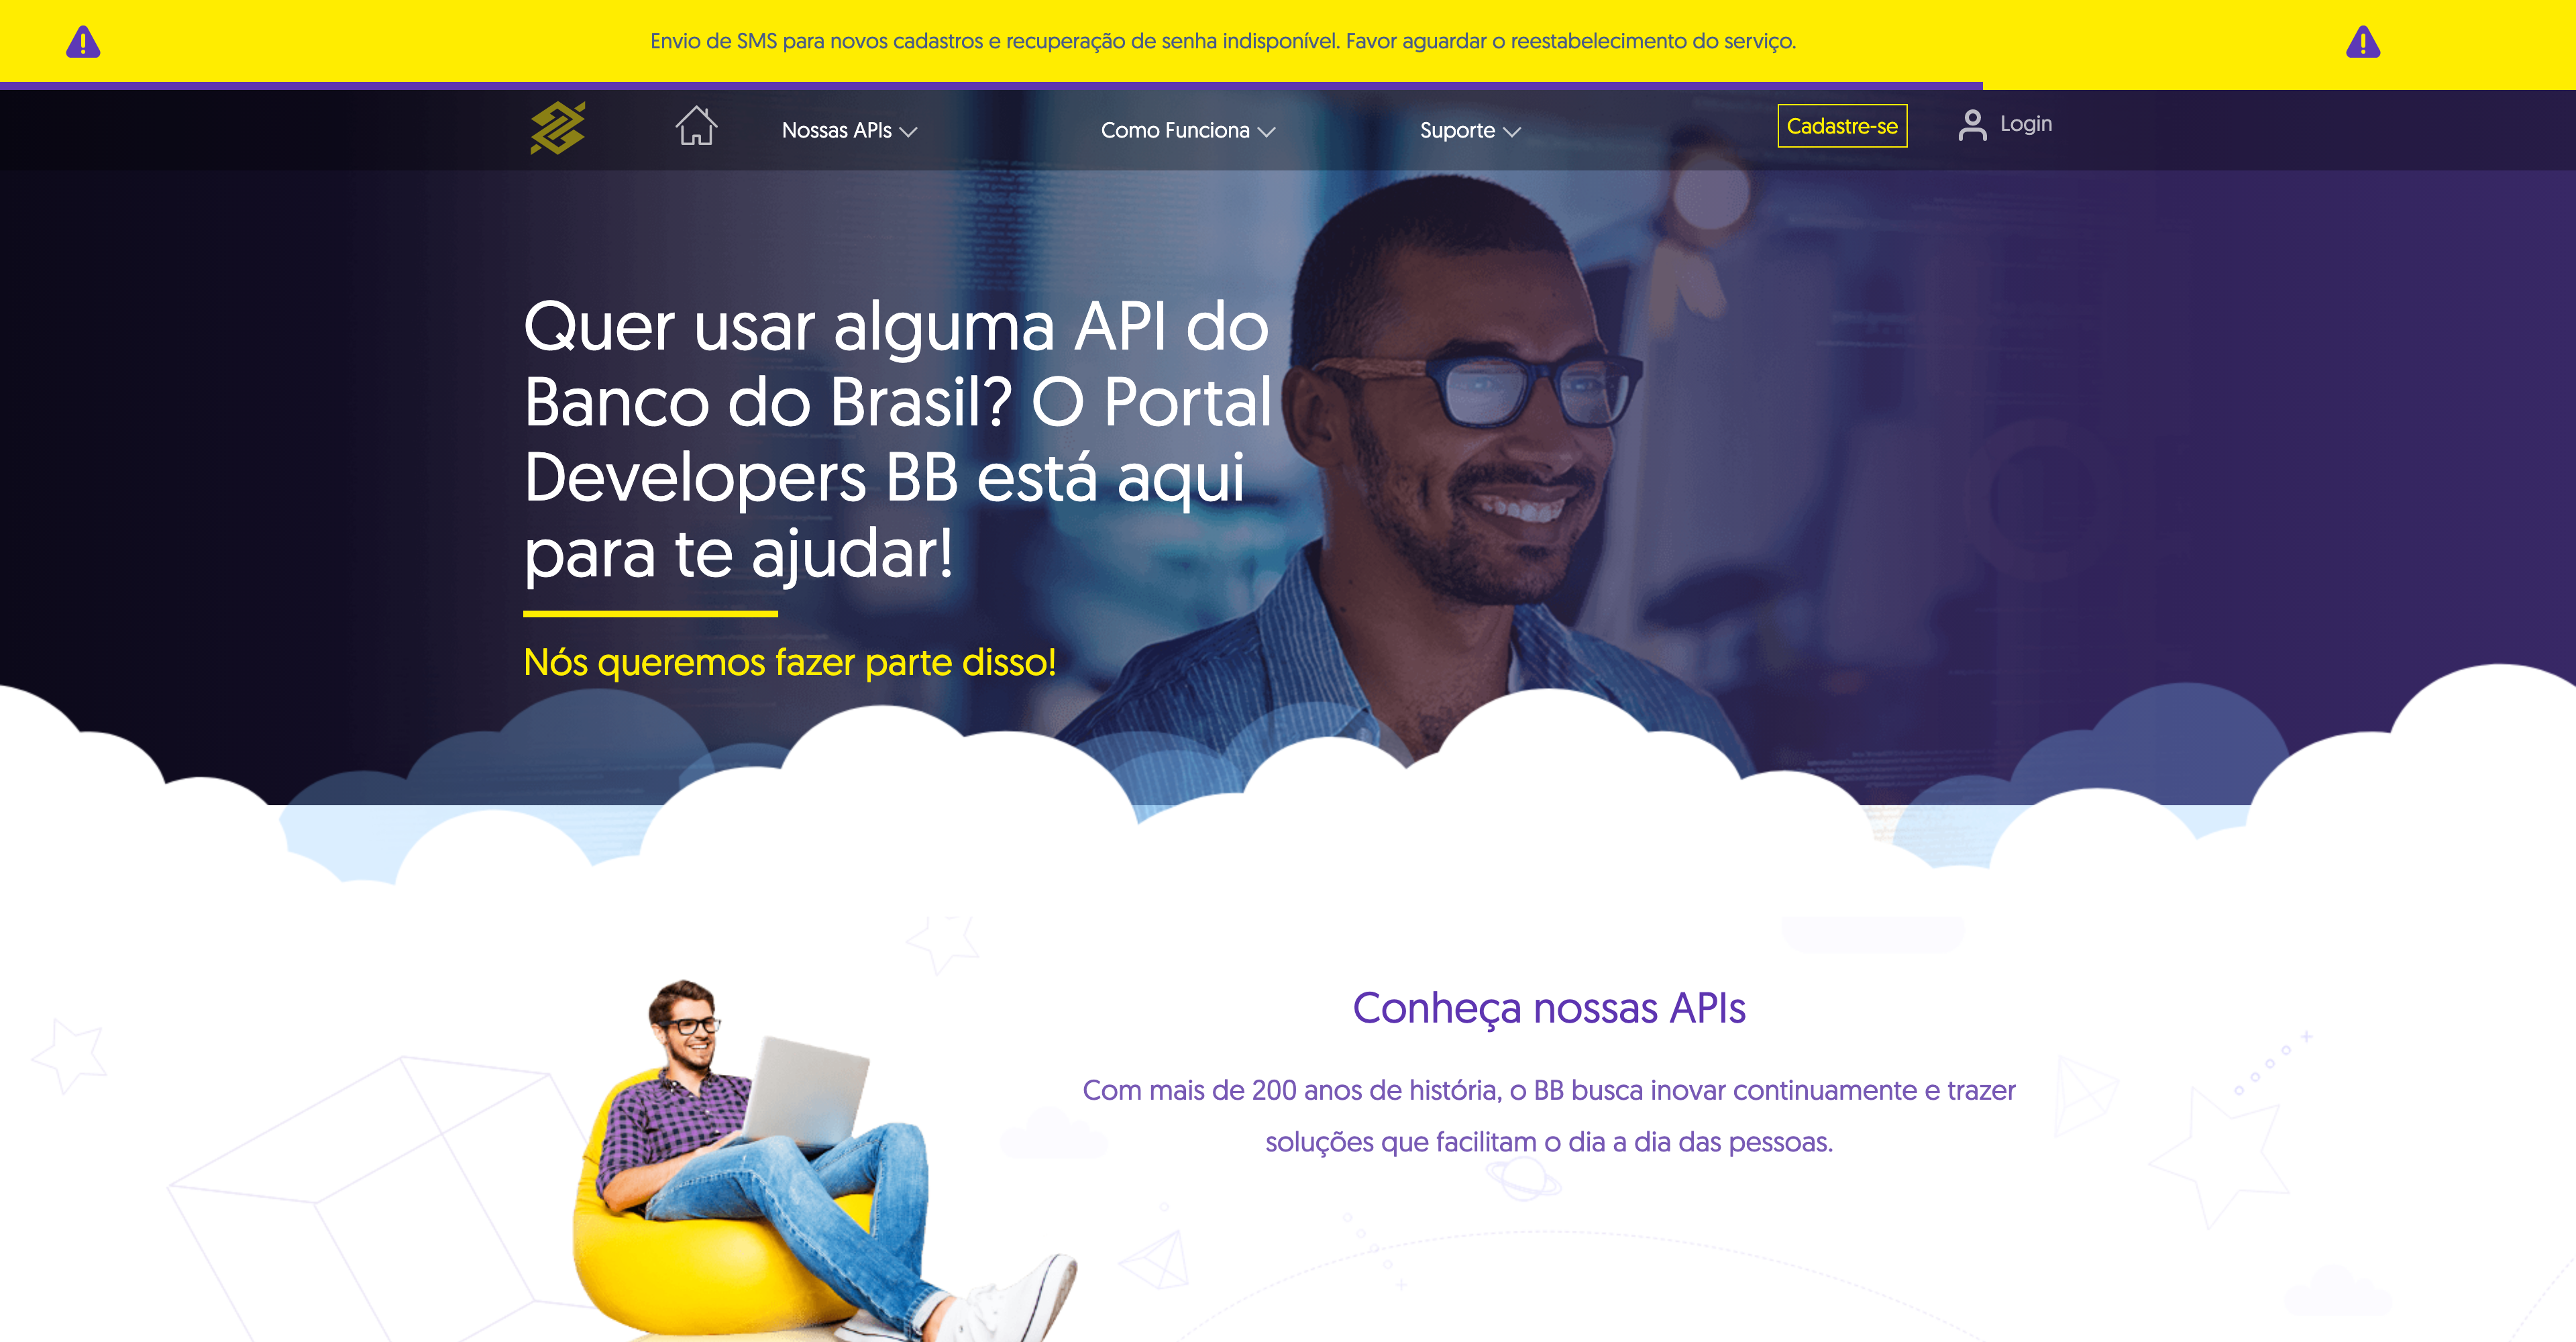 Envio de SMS para novos cadastros e recuperação de senha indisponível. Favor aguardar o reestabelecimento do serviço.
Nossas APIs
Como Funciona
Suporte
Cadastre-se
Login
Quer usar alguma API do
Banco do Brasil? O Portal
Developers BB está aqui
para te ajudar!
Nós queremos fazer parte disso!
Conheça nossas APIs
Com mais de 200 anos de história, o BB busca inovar continuamente e trazer
soluções que facilitam o dia a dia das pessoas.